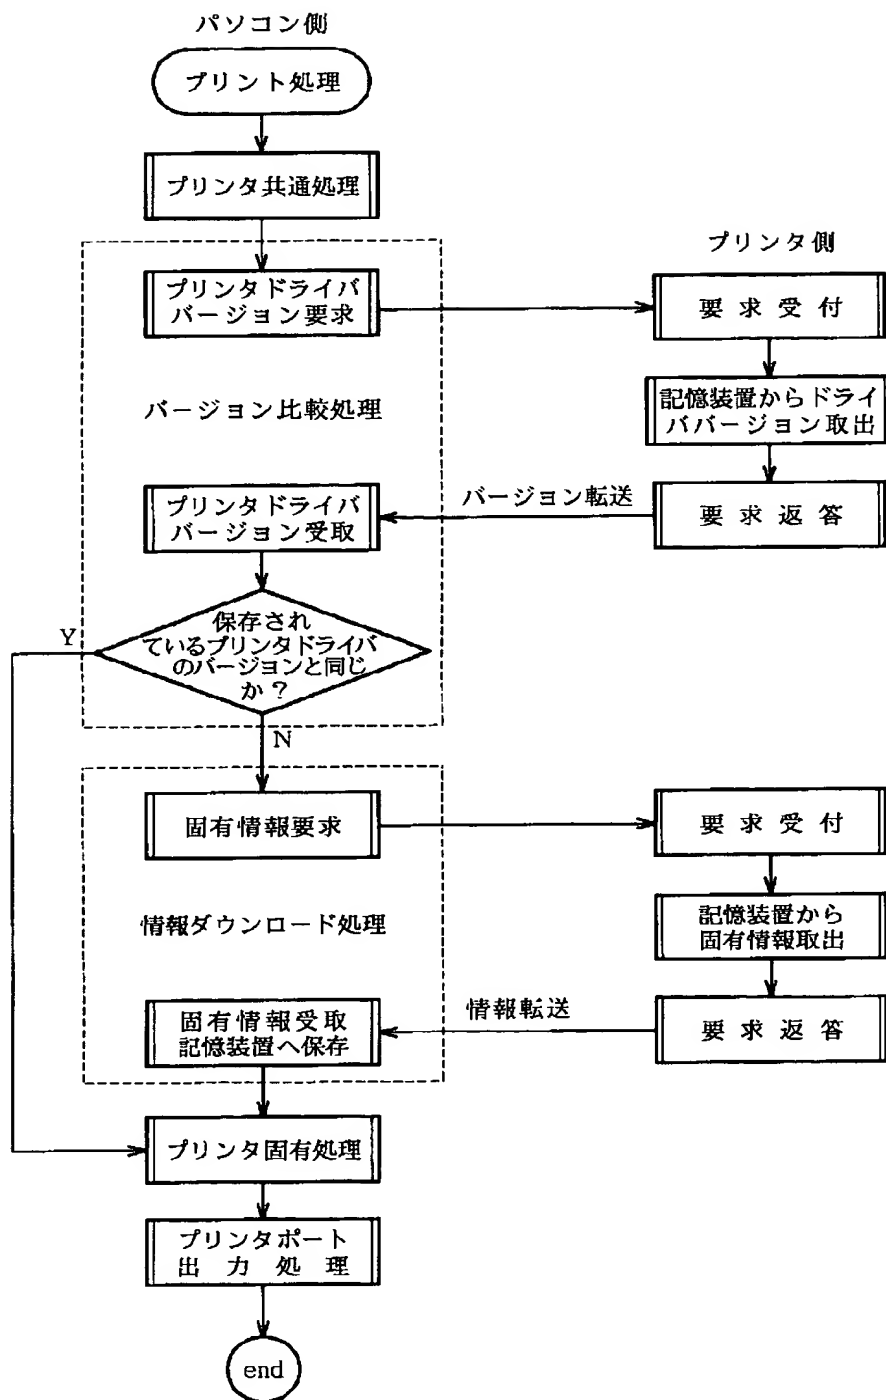 パソコン側
プリント処理
プリンタ共通処理
プリンタ側
プリンタドライバ
バージョン要求
要求受付
バージョン比較処理
記憶装置からドライ
ババージョン取出
プリンタドライバ
バージョン受取
バージョン転送
要求返答
保存され
ているプリンタドライバ
のバージョンと同じ
か?
Y
N
固有情報要求
要求受付
情報ダウンロード処理
記憶装置から
固有情報取出
固有情報受取
記憶装置へ保存
情報転送
要求返答
プリンタ固有処理
プリンタポート
出力処理
end